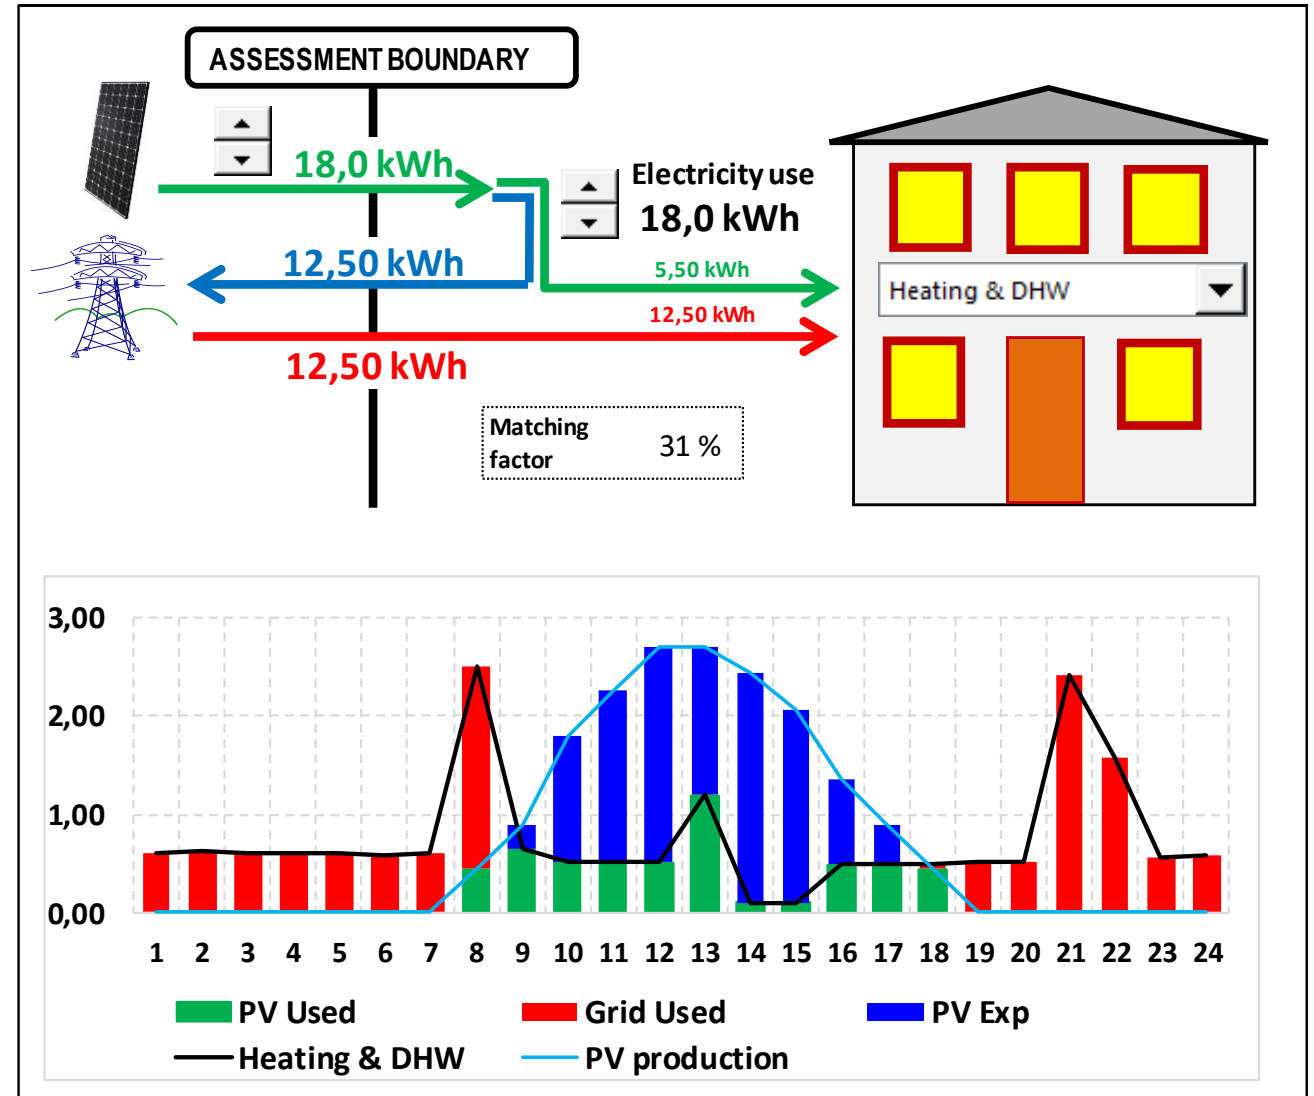 ASSESSMENT BOUNDARY
18,0 kWh
Electricity use
18,0 kWh
12,50 kWh
5,50 kWh
Heating & DHW
12,50 kWh
12,50 kWh
Matching
factor
31 %
3,00
2,00
1,00
0,00
1 2 3 4 5 6 7 8 9 10 11 12 13 14 15 16 17 18 19 20 21 22 23 24
PV Used Grid Used PV Exp
Heating & DHW PV production